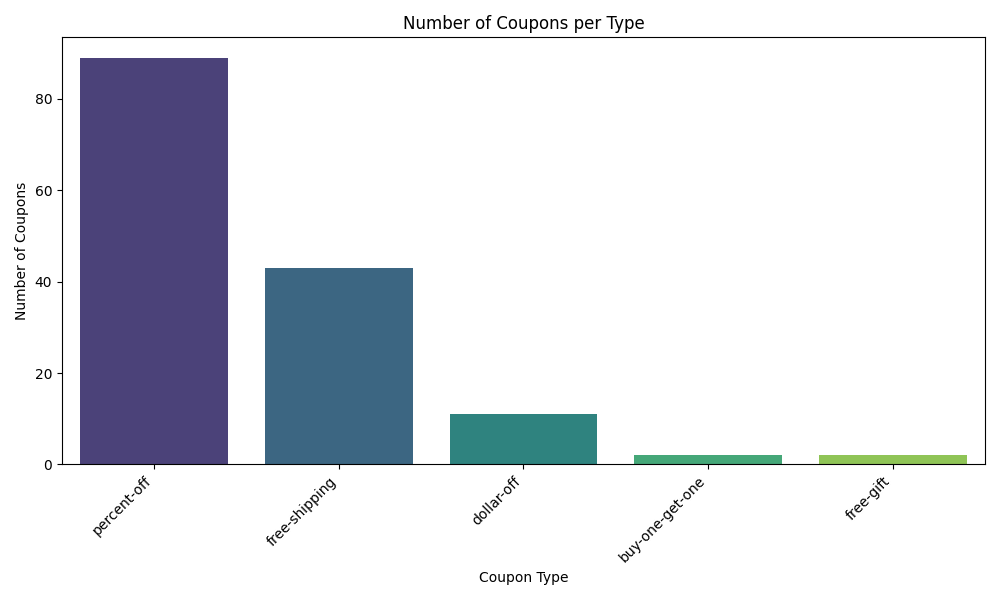 Number of Coupons per Type
Number of Coupons
80
60
40
20
0
percent-off
free-shipping
dollar-off
buy-one-get-one
free-gift
Coupon Type